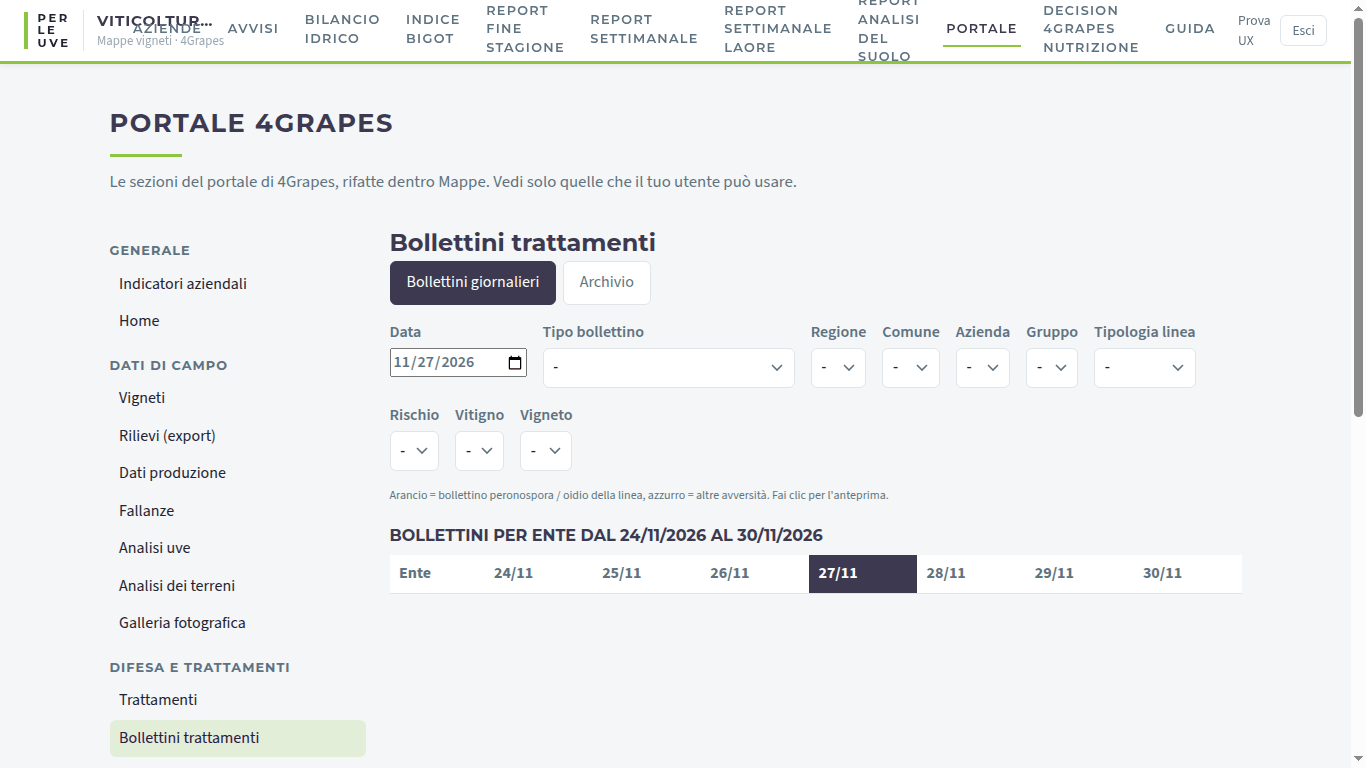 PER
LE
UVE
VITICOLTUR...
Mappe vigneti · 4Grapes
AZIENDE
AVVISI
BILANCIO
IDRICO
INDICE
BIGOT
REPORT
FINE
STAGIONE
REPORT
SETTIMANALE
REPORT
SETTIMANALE
LAORE
REPORT
ANALISI
DEL
SUOLO
PORTALE
DECISION
4GRAPES
NUTRIZIONE
GUIDA
Prova
UX
Esci
PORTALE 4GRAPES
Le sezioni del portale di 4Grapes, rifatte dentro Mappe. Vedi solo quelle che il tuo utente può usare.
GENERALE
Indicatori aziendali
Home
DATI DI CAMPO
Vigneti
Rilievi (export)
Dati produzione
Fallanze
Analisi uve
Analisi dei terreni
Galleria fotografica
DIFESA E TRATTAMENTI
Trattamenti
Bollettini trattamenti
Bollettini trattamenti
Bollettini giornalieri Archivio
Data Tipo bollettino Regione Comune Azienda Gruppo Tipologia linea
11/27/2026 - - - - - -
Rischio Vitigno Vigneto
- - -
Arancio = bollettino peronospora / oidio della linea, azzurro = altre avversità. Fai clic per l'anteprima.
BOLLETTINI PER ENTE DAL 24/11/2026 AL 30/11/2026
Ente 24/11 25/11 26/11 27/11 28/11 29/11 30/11